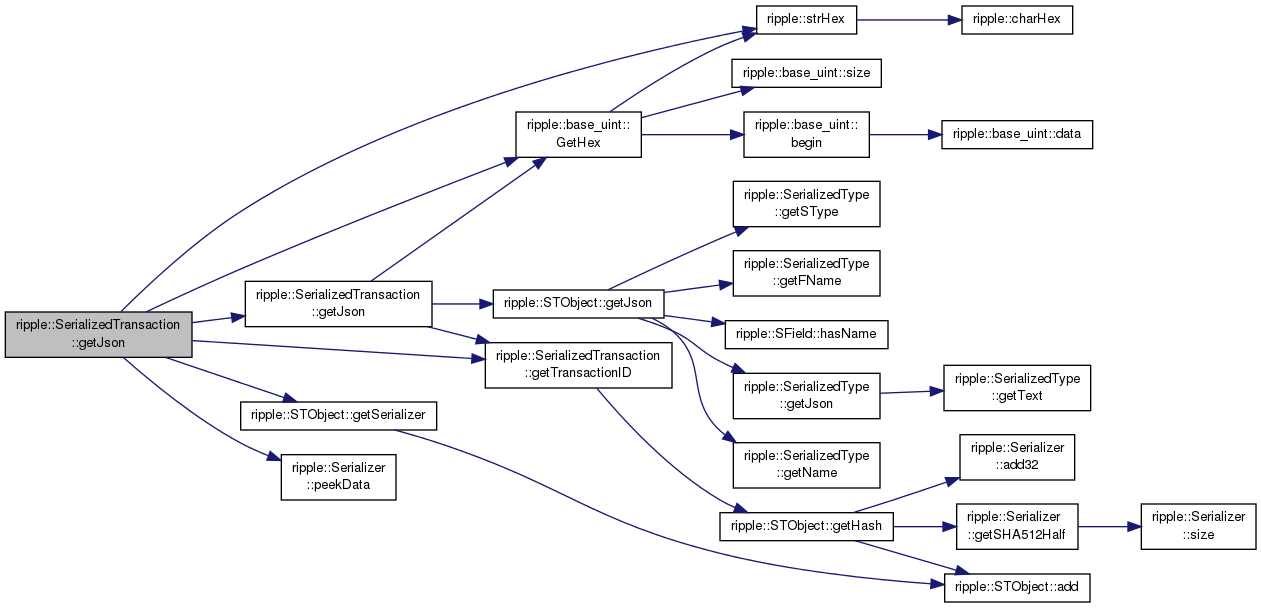 ripple::strHex
ripple::charHex
ripple::base_uint::size
ripple::base_uint::
GetHex
ripple::base_uint::
begin
ripple::base_uint::data
ripple::SerializedType
::getSType
ripple::SerializedType
::getFName
ripple::SerializedTransaction
::getJson
ripple::STObject::getJson
ripple::SField::hasName
ripple::SerializedTransaction
::getJson
ripple::SerializedTransaction
::getTransactionID
ripple::SerializedType
::getJson
ripple::SerializedType
::getText
ripple::STObject::getSerializer
ripple::SerializedType
::getName
ripple::Serializer
::peekData
ripple::Serializer
::add32
ripple::STObject::getHash
ripple::Serializer
::getSHA512Half
ripple::Serializer
::size
ripple::STObject::add